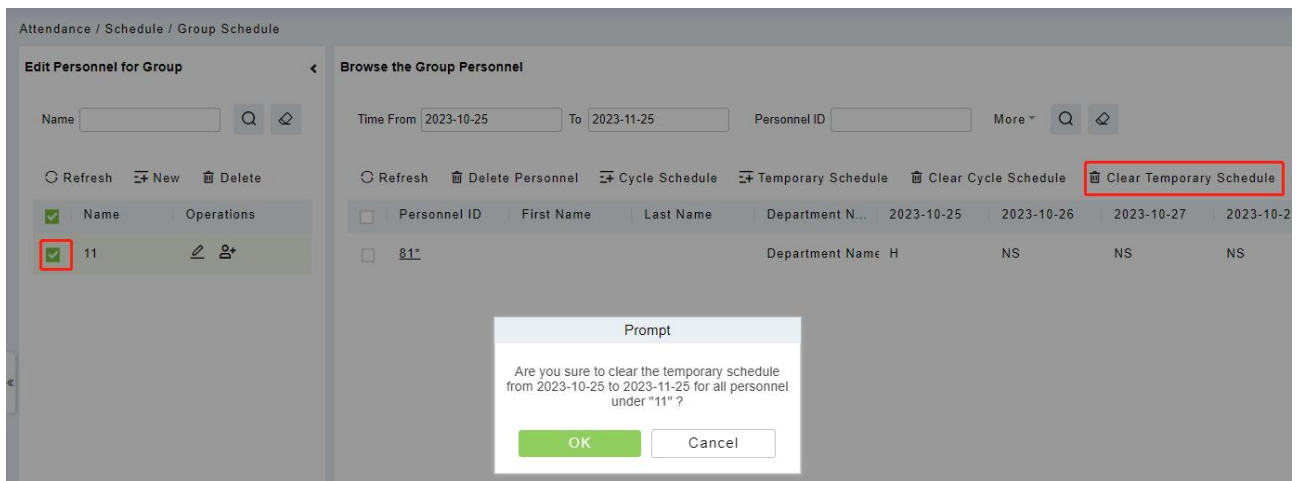 Attendance / Schedule / Group Schedule
Edit Personnel for Group
Name
Refresh New Delete
Name Operations
11
Browse the Group Personnel
Time From 2023-10-25 To 2023-11-25 Personnel ID More
Refresh Delete Personnel Cycle Schedule Temporary Schedule Clear Cycle Schedule Clear Temporary Schedule
Personnel ID First Name Last Name Department N... 2023-10-25 2023-10-26 2023-10-27 2023-10-2
81* Department Name H NS NS NS
Prompt
Are you sure to clear the temporary schedule
from 2023-10-25 to 2023-11-25 for all personnel
under "11" ?
OK Cancel